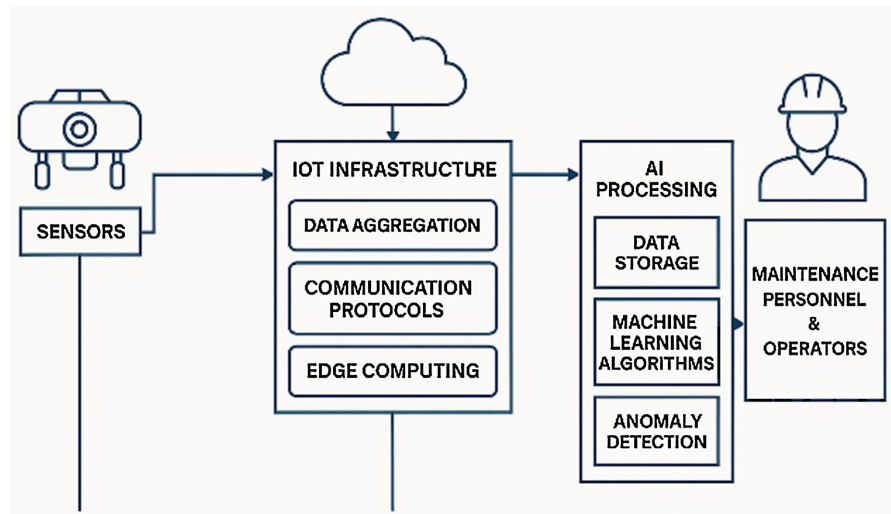 SENSORS
IOT INFRASTRUCTURE
DATA AGGREGATION
COMMUNICATION
PROTOCOLS
EDGE COMPUTING
AI
PROCESSING
DATA
STORAGE
MACHINE
LEARNING
ALGORITHMS
ANOMALY
DETECTION
MAINTENANCE
PERSONNEL
&
OPERATORS